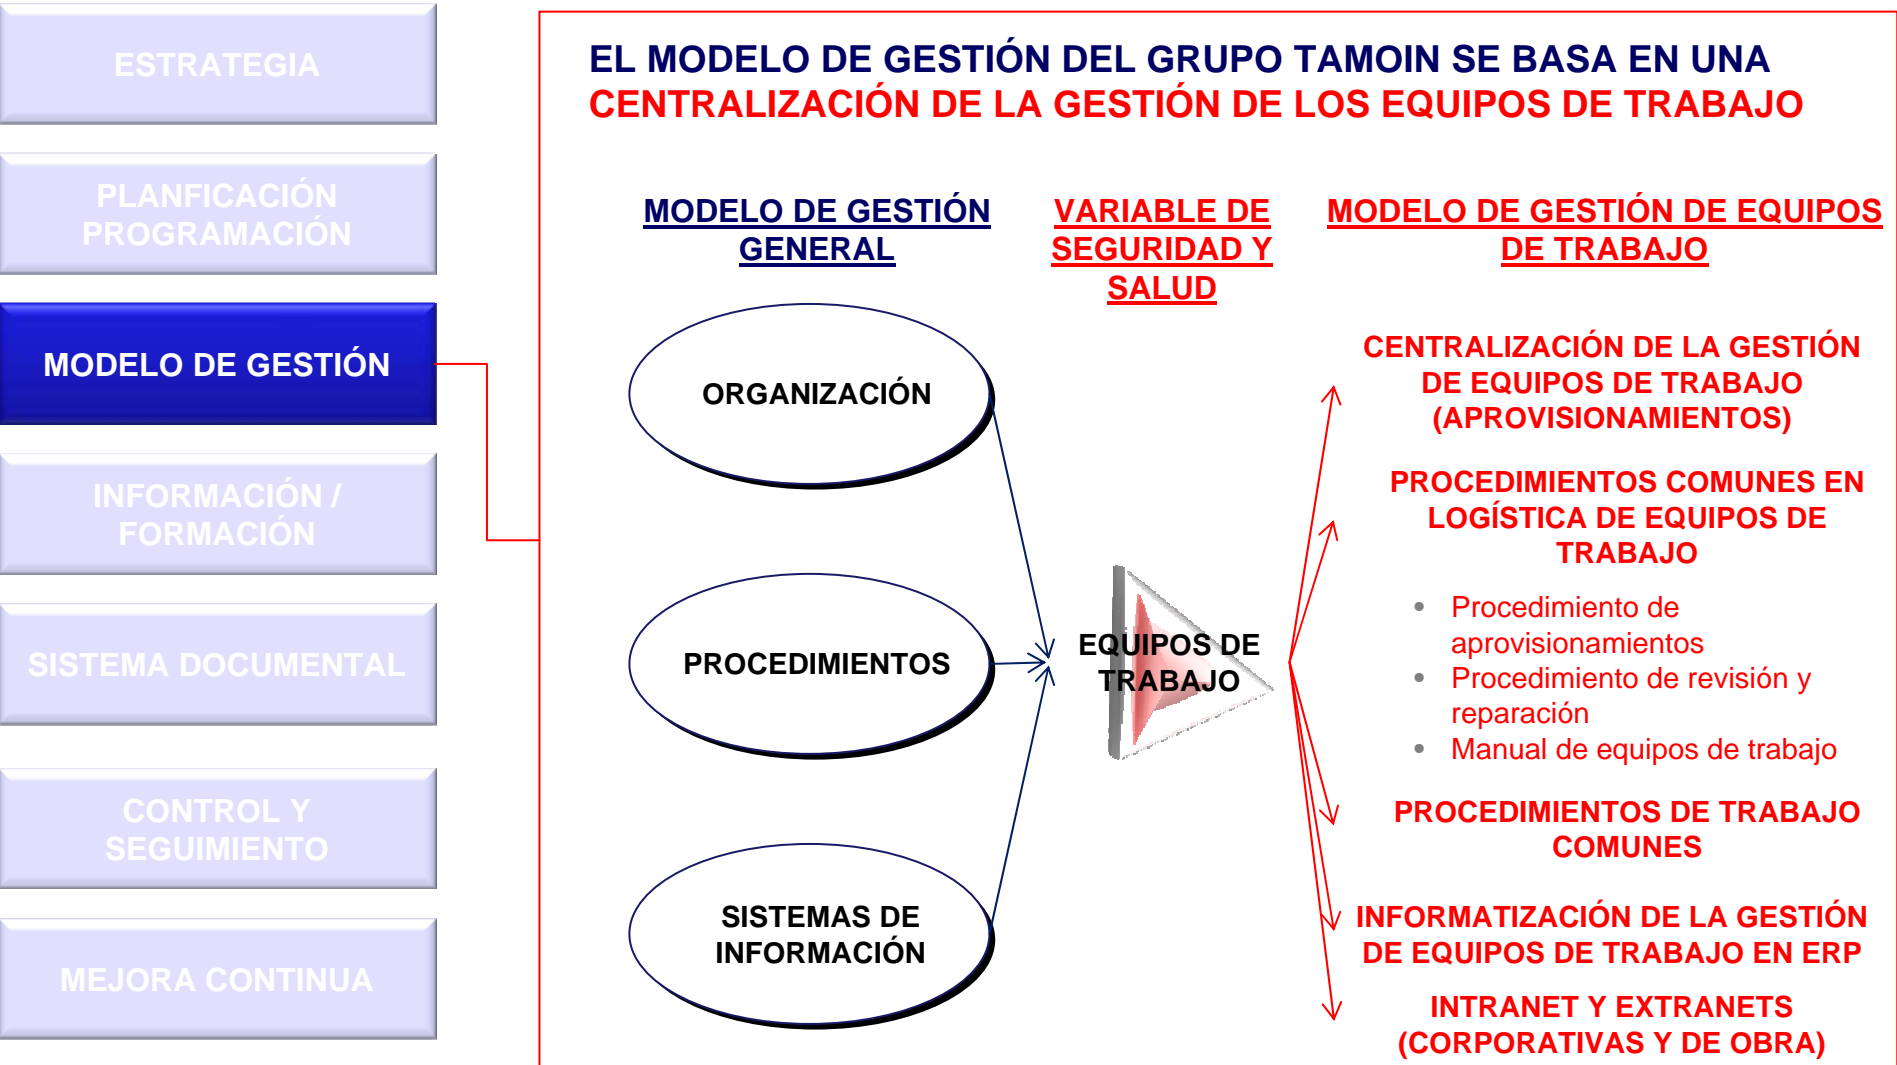 ESTRATEGIA
PLANFICACIÓN
PROGRAMACIÓN
MODELO DE GESTIÓN
INFORMACIÓN /
FORMACIÓN
SISTEMA DOCUMENTAL
CONTROL Y
SEGUIMIENTO
MEJORA CONTINUA
EL MODELO DE GESTIÓN DEL GRUPO TAMOIN SE BASA EN UNA
CENTRALIZACIÓN DE LA GESTIÓN DE LOS EQUIPOS DE TRABAJO
MODELO DE GESTIÓN
GENERAL
ORGANIZACIÓN
PROCEDIMIENTOS
SISTEMAS DE
INFORMACIÓN
VARIABLE DE
SEGURIDAD Y
SALUD
EQUIPOS DE
TRABAJO
MODELO DE GESTIÓN DE EQUIPOS
DE TRABAJO
CENTRALIZACIÓN DE LA GESTIÓN
DE EQUIPOS DE TRABAJO
(APROVISIONAMIENTOS)
PROCEDIMIENTOS COMUNES EN
LOGÍSTICA DE EQUIPOS DE
TRABAJO
• Procedimiento de
aprovisionamientos
• Procedimiento de revisión y
reparación
• Manual de equipos de trabajo
PROCEDIMIENTOS DE TRABAJO
COMUNES
INFORMATIZACIÓN DE LA GESTIÓN
DE EQUIPOS DE TRABAJO EN ERP
INTRANET Y EXTRANETS
(CORPORATIVAS Y DE OBRA)